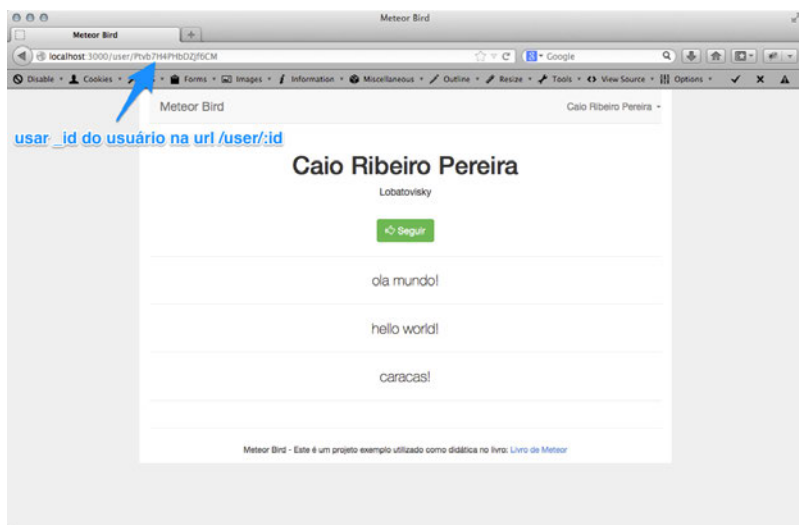 Meteor Bird
Meteor Bird
localhost:3000/user/Ptvb7H4PHbDZjf6CM
Google
Disable Cookies Forms Images Information Miscellaneous Outline Resize Tools View Source Options
Meteor Bird Caio Ribeiro Pereira
usar _id do usuário na url /user/:id
Caio Ribeiro Pereira
Lobatovisky
Seguir
ola mundo!
hello world!
caracas!
Meteor Bird - Este é um projeto exemplo utilizado como didática no livro: Livro de Meteor